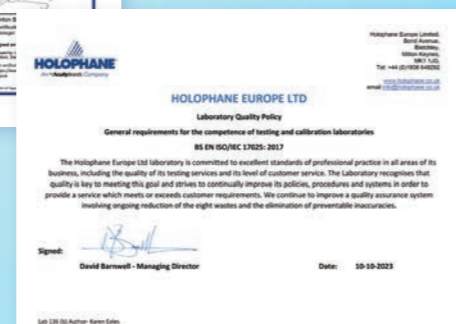 Holophane Europe Limited,
Bond Avenue,
Bletchley,
Milton Keynes,
MK1 1JG.
Tel: +44 (0)1908 649292
www.holophane.co.uk
email info@holophane.co.uk
HOLOPHANE
An AcuityBrands Company
HOLOPHANE EUROPE LTD
Laboratory Quality Policy
General requirements for the competence of testing and calibration laboratories
BS EN ISO/IEC 17025: 2017
The Holophane Europe Ltd laboratory is committed to excellent standards of professional practice in all areas of its
business, including the quality of its testing services and its level of customer service. The Laboratory recognises that
quality is key to meeting this goal and strives to continually improve its policies, procedures and systems in order to
provide a service which meets or exceeds customer requirements. We continue to improve a quality assurance system
involving ongoing reduction of the eight wastes and the elimination of preventable inaccuracies.
Signed:
David Barnwell - Managing Director Date: 10-10-2023
Lab 136 Author: Karen Eales